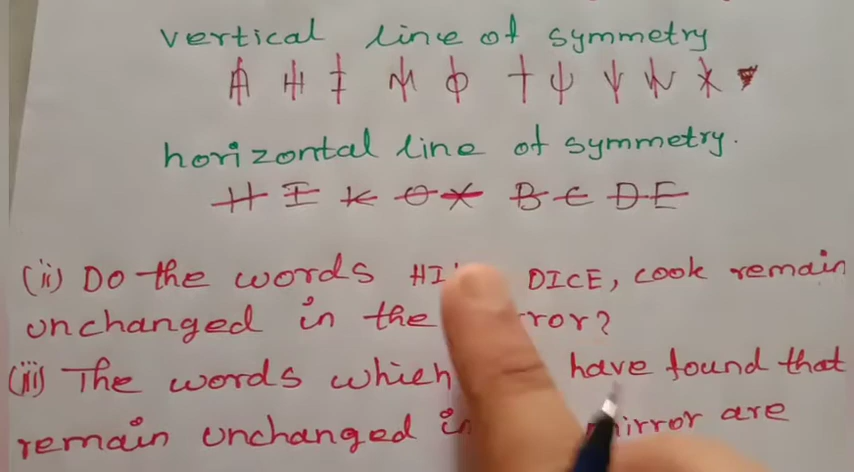 vertical line of symmetry
A H I M O T U V W X Y
horizontal line of symmetry.
H I K O X B C D E
(ii) Do the words DICE, cook remain
unchanged in the
(iii) The words which have found that
remain unchanged mirror are